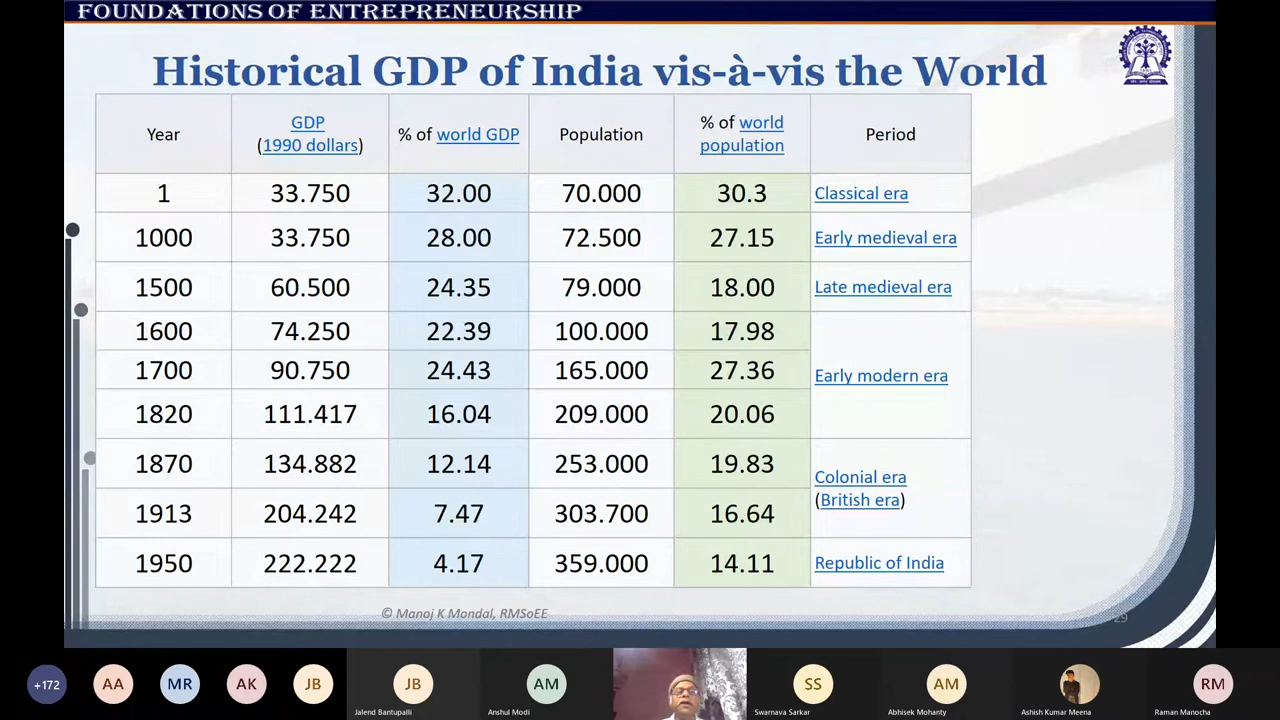 FOUNDATIONS OF ENTREPRENEURSHIP
Historical GDP of India vis-à-vis the World
Year GDP (1990 dollars) % of world GDP Population % of world population Period
1 33.750 32.00 70.000 30.3 Classical era
1000 33.750 28.00 72.500 27.15 Early medieval era
1500 60.500 24.35 79.000 18.00 Late medieval era
1600 74.250 22.39 100.000 17.98
1700 90.750 24.43 165.000 27.36 Early modern era
1820 111.417 16.04 209.000 20.06
1870 134.882 12.14 253.000 19.83 Colonial era
(British era)
1913 204.242 7.47 303.700 16.64
1950 222.222 4.17 359.000 14.11 Republic of India
© Manoj K Mondal, RMSoEE
29
+172 AA MR AK JB JB AM SS AM RM
Jalend Bantupalli Anshul Modi Swarnava Sarkar Abhisek Mohanty Ashish Kumar Meena Raman Manocha